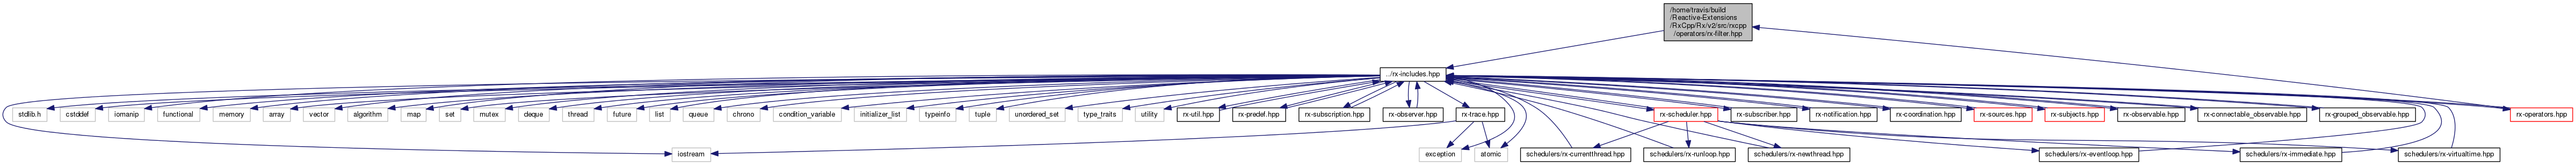 /home/travis/build
/Reactive-Extensions
/RxCpp/Rx/v2/src/rxcpp
/operators/rx-filter.hpp
../rx-includes.hpp
stdlib.h
cstddef
iomanip
functional
memory
array
vector
algorithm
map
set
mutex
deque
thread
future
list
queue
chrono
condition_variable
initializer_list
typeinfo
tuple
unordered_set
type_traits
utility
rx-util.hpp
rx-predef.hpp
rx-subscription.hpp
rx-observer.hpp
rx-trace.hpp
rx-scheduler.hpp
rx-subscriber.hpp
rx-notification.hpp
rx-coordination.hpp
rx-sources.hpp
rx-subjects.hpp
rx-observable.hpp
rx-connectable_observable.hpp
rx-grouped_observable.hpp
rx-operators.hpp
iostream
exception
atomic
schedulers/rx-currentthread.hpp
schedulers/rx-runloop.hpp
schedulers/rx-newthread.hpp
schedulers/rx-eventloop.hpp
schedulers/rx-immediate.hpp
schedulers/rx-virtualtime.hpp